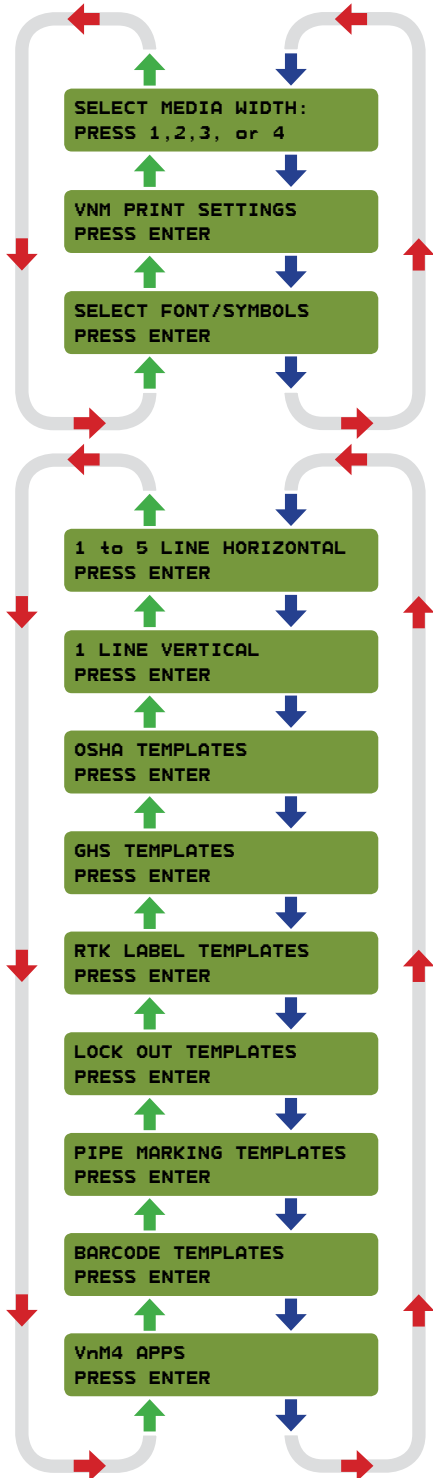 SELECT MEDIA WIDTH:
PRESS 1,2,3, or 4
VNM PRINT SETTINGS
PRESS ENTER
SELECT FONT/SYMBOLS
PRESS ENTER
1 to 5 LINE HORIZONTAL
PRESS ENTER
1 LINE VERTICAL
PRESS ENTER
OSHA TEMPLATES
PRESS ENTER
GHS TEMPLATES
PRESS ENTER
RTK LABEL TEMPLATES
PRESS ENTER
LOCK OUT TEMPLATES
PRESS ENTER
PIPE MARKING TEMPLATES
PRESS ENTER
BARCODE TEMPLATES
PRESS ENTER
VnM4 APPS
PRESS ENTER